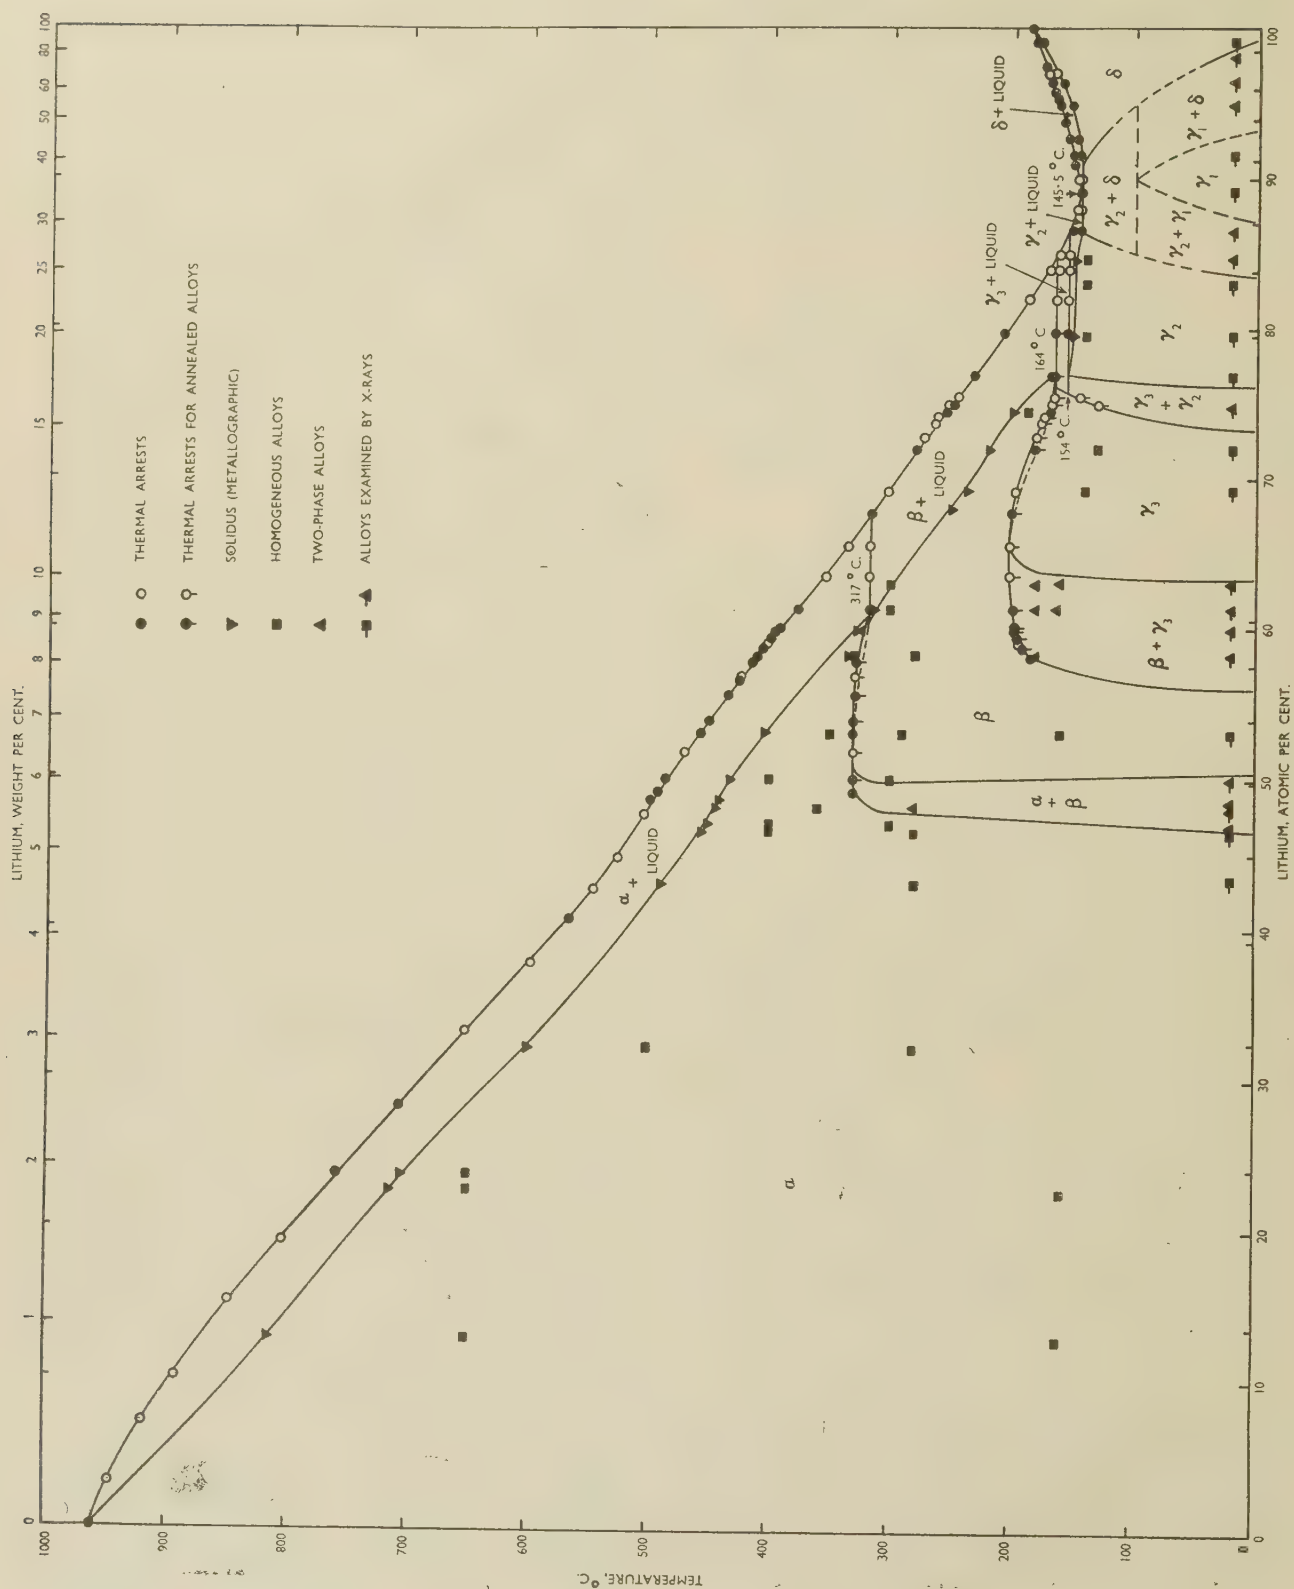 LITHIUM, WEIGHT PER CENT.
0 1 2 3 4 5 6 7 8 9 10 15 20 25 30 40 50 60 80 100
THERMAL ARRESTS
THERMAL ARRESTS FOR ANNEALED ALLOYS
SOLIDUS (METALLOGRAPHIC)
HOMOGENEOUS ALLOYS
TWO-PHASE ALLOYS
ALLOYS EXAMINED BY X-RAYS
TEMPERATURE, °C.
1000
900
800
700
600
500
400
300
200
100
0
α + LIQUID
β + LIQUID
γ₃ + LIQUID
γ₂ + LIQUID
δ + LIQUID
317° C.
164° C
154° C.
145·5° C.
α
α + β
β
β + γ₃
γ₃
γ₃ + γ₂
γ₂
γ₂ + γ₁
γ₂ + δ
γ₁
γ₁ + δ
δ
0 10 20 30 40 50 60 70 80 90 100
LITHIUM, ATOMIC PER CENT.